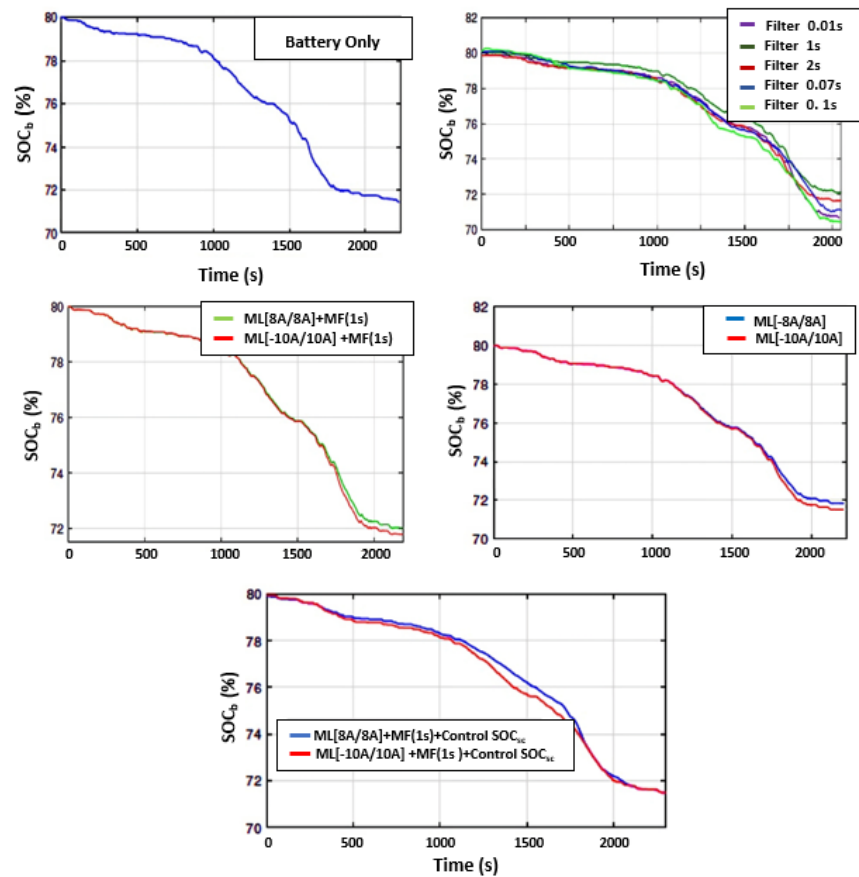 80
78
76
74
72
70
SOCb (%)
Battery Only
0
500
1000
1500
2000
Time (s)
82
80
78
76
74
72
70
SOCb (%)
Filter 0.01s
Filter 1s
Filter 2s
Filter 0.07s
Filter 0. 1s
0
500
1000
1500
2000
Time (s)
80
78
76
74
72
SOCb (%)
ML[8A/8A]+MF(1s)
ML[-10A/10A] +MF(1s)
0
500
1000
1500
2000
82
80
78
76
74
72
70
SOCb (%)
ML[-8A/8A]
ML[-10A/10A]
0
500
1000
1500
2000
80
78
76
74
72
70
SOCb (%)
ML[8A/8A]+MF(1s)+Control SOCsc
ML[-10A/10A] +MF(1s )+Control SOCsc
0
500
1000
1500
2000
Time (s)